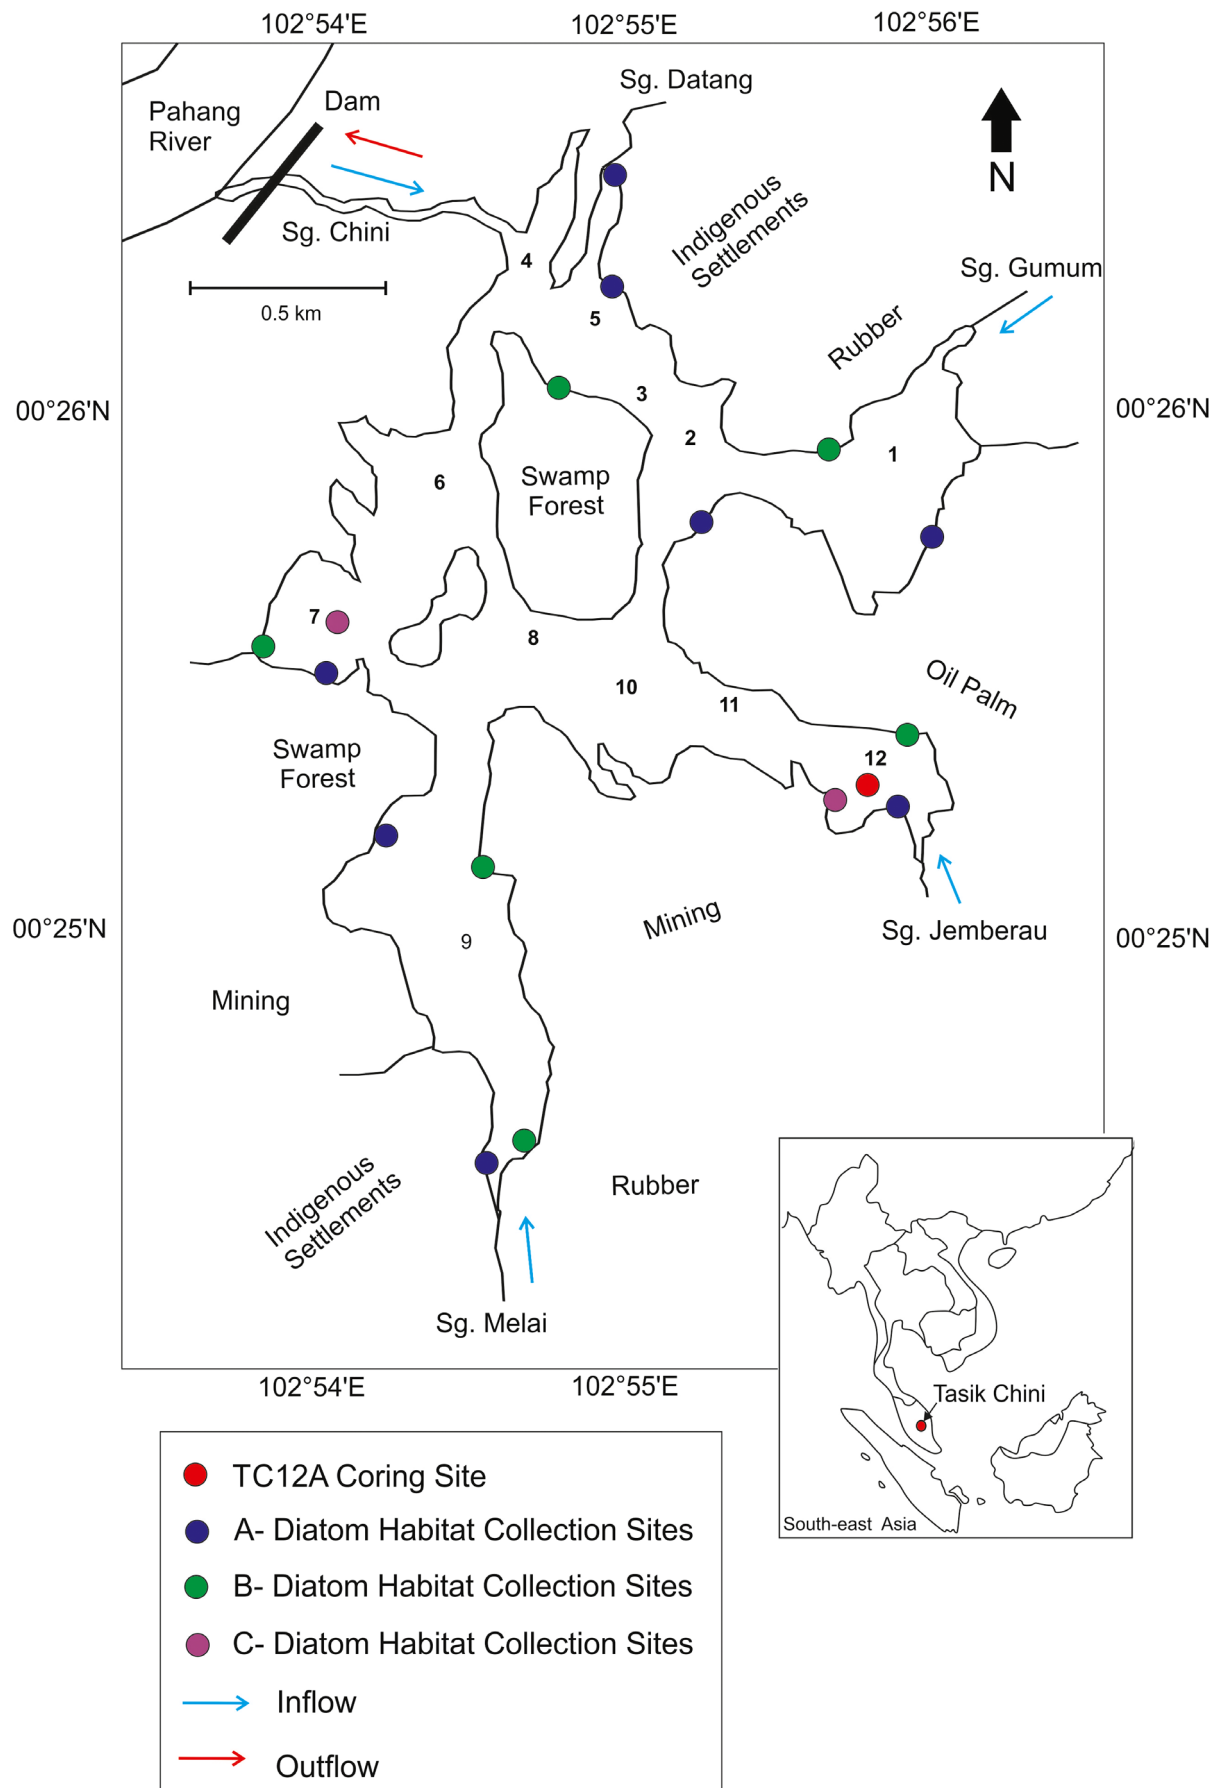 102°54'E
102°55'E
102°56'E
Sg. Datang
Dam
Pahang
River
N
Indigenous
Settlements
Sg. Chini
4
Sg. Gumum
0.5 km
5
Rubber
00°26'N
3
00°26'N
2
1
6
Swamp
Forest
7
8
Oil Palm
10
11
Swamp
Forest
12
Mining
00°25'N
9
Sg. Jemberau
00°25'N
Mining
Indigenous
Settlements
Rubber
Sg. Melai
102°54'E
102°55'E
Tasik Chini
South-east Asia
TC12A Coring Site
A- Diatom Habitat Collection Sites
B- Diatom Habitat Collection Sites
C- Diatom Habitat Collection Sites
Inflow
Outflow